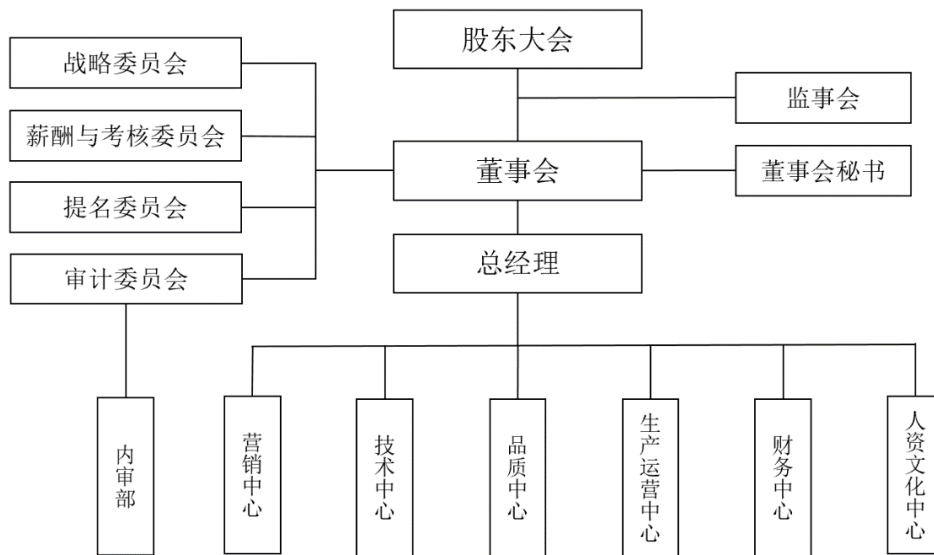 股东大会
战略委员会
监事会
薪酬与考核委员会
董事会
董事会秘书
提名委员会
总经理
审计委员会
内审部
营销中心
技术中心
品质中心
生产运营中心
财务中心
人资文化中心